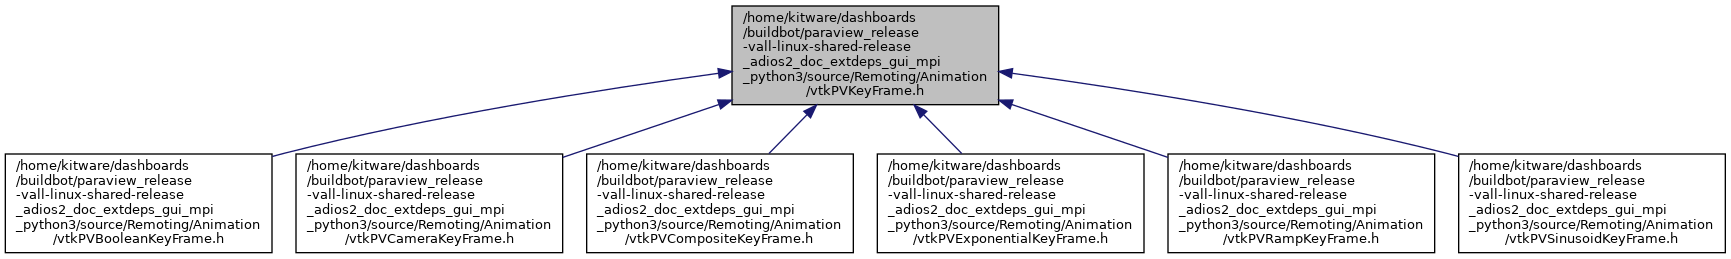 /home/kitware/dashboards
/buildbot/paraview_release
-vall-linux-shared-release
_adios2_doc_extdeps_gui_mpi
_python3/source/Remoting/Animation
/vtkPVKeyFrame.h
/home/kitware/dashboards
/buildbot/paraview_release
-vall-linux-shared-release
_adios2_doc_extdeps_gui_mpi
_python3/source/Remoting/Animation
/vtkPVBooleanKeyFrame.h
/home/kitware/dashboards
/buildbot/paraview_release
-vall-linux-shared-release
_adios2_doc_extdeps_gui_mpi
_python3/source/Remoting/Animation
/vtkPVCameraKeyFrame.h
/home/kitware/dashboards
/buildbot/paraview_release
-vall-linux-shared-release
_adios2_doc_extdeps_gui_mpi
_python3/source/Remoting/Animation
/vtkPVCompositeKeyFrame.h
/home/kitware/dashboards
/buildbot/paraview_release
-vall-linux-shared-release
_adios2_doc_extdeps_gui_mpi
_python3/source/Remoting/Animation
/vtkPVExponentialKeyFrame.h
/home/kitware/dashboards
/buildbot/paraview_release
-vall-linux-shared-release
_adios2_doc_extdeps_gui_mpi
_python3/source/Remoting/Animation
/vtkPVRampKeyFrame.h
/home/kitware/dashboards
/buildbot/paraview_release
-vall-linux-shared-release
_adios2_doc_extdeps_gui_mpi
_python3/source/Remoting/Animation
/vtkPVSinusoidKeyFrame.h